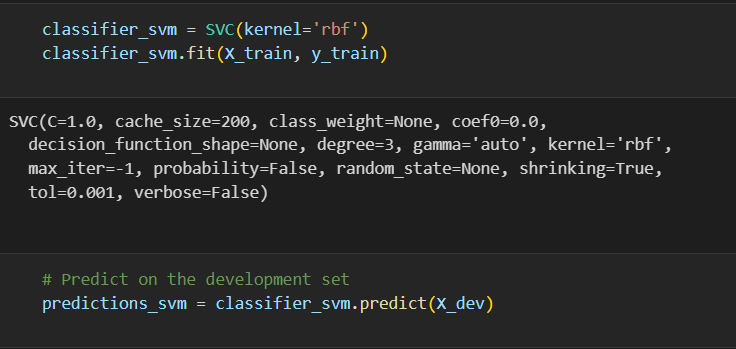 classifier_svm = SVC(kernel='rbf')
classifier_svm.fit(X_train, y_train)
SVC(C=1.0, cache_size=200, class_weight=None, coef0=0.0,
  decision_function_shape=None, degree=3, gamma='auto', kernel='rbf',
  max_iter=-1, probability=False, random_state=None, shrinking=True,
  tol=0.001, verbose=False)
# Predict on the development set
predictions_svm = classifier_svm.predict(X_dev)